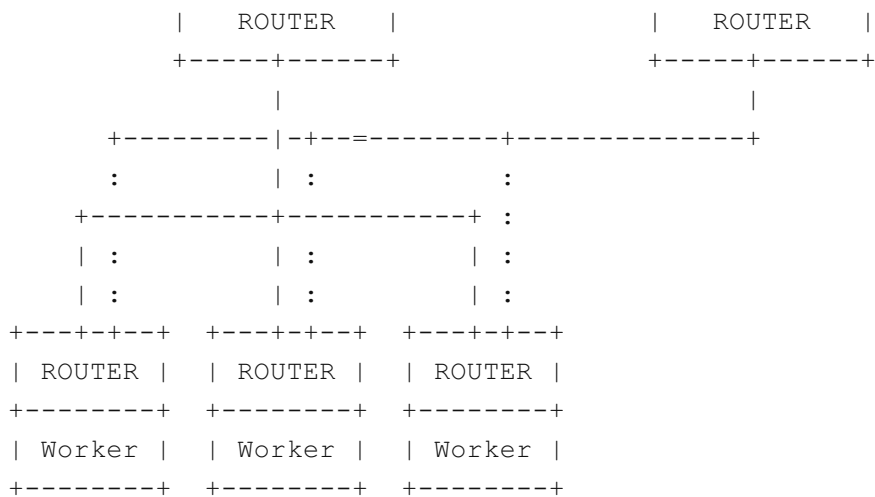 |   ROUTER   |               |   ROUTER   |
+-----+------+               +-----+------+
|                            |
+---------|-+--=--------+--------------+
:         | :           :
+-----------+-----------+ :
| :         | :         | :
| :         | :         | :
+---+-+--+  +---+-+--+  +---+-+--+
| ROUTER |  | ROUTER |  | ROUTER |
+--------+  +--------+  +--------+
| Worker |  | Worker |  | Worker |
+--------+  +--------+  +--------+